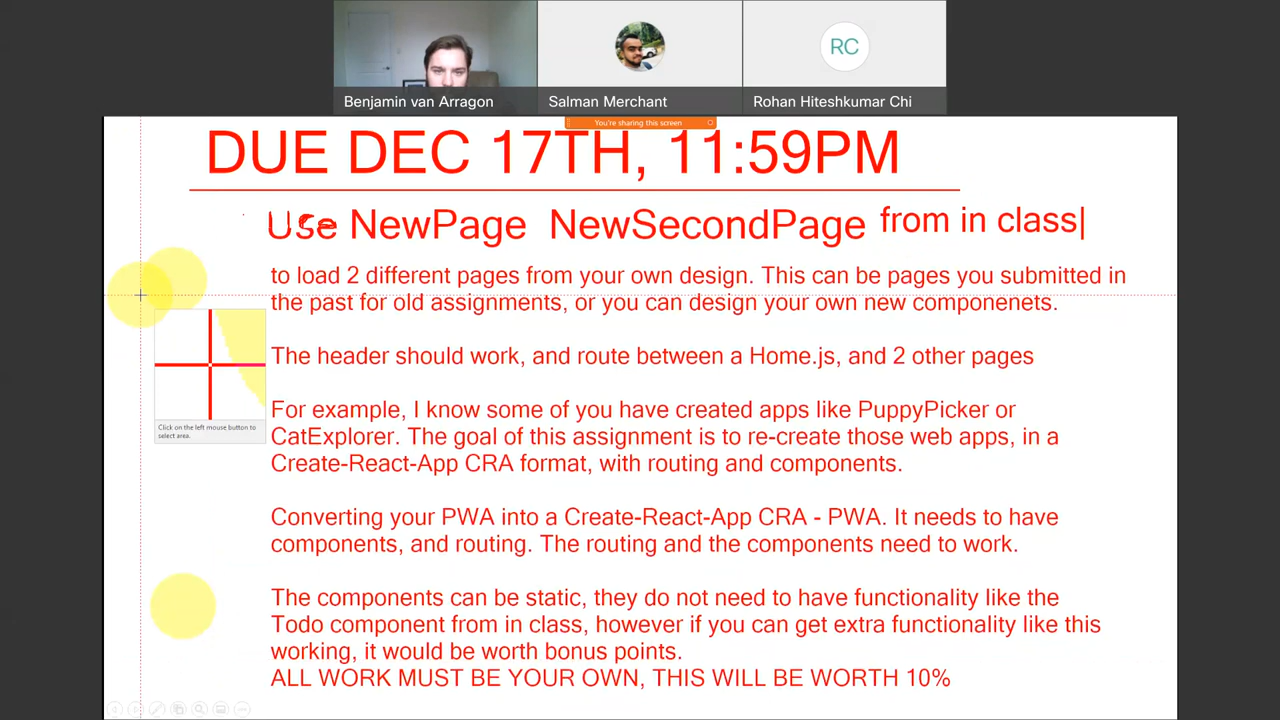 RC
Benjamin van Arragon
Salman Merchant
Rohan Hiteshkumar Chi
You're sharing this screen
DUE DEC 17TH, 11:59PM
Use NewPage NewSecondPage from in class|
to load 2 different pages from your own design. This can be pages you submitted in
the past for old assignments, or you can design your own new componenets.
The header should work, and route between a Home.js, and 2 other pages
For example, I know some of you have created apps like PuppyPicker or
CatExplorer. The goal of this assignment is to re-create those web apps, in a
Create-React-App CRA format, with routing and components.
Click on the left mouse button to
select area.
Converting your PWA into a Create-React-App CRA - PWA. It needs to have
components, and routing. The routing and the components need to work.
The components can be static, they do not need to have functionality like the
Todo component from in class, however if you can get extra functionality like this
working, it would be worth bonus points.
ALL WORK MUST BE YOUR OWN, THIS WILL BE WORTH 10%